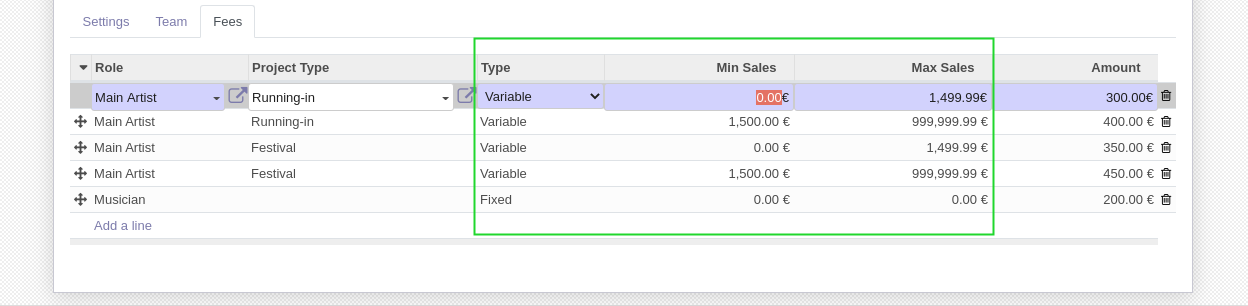 Settings Team Fees
Role Project Type Type Min Sales Max Sales Amount
Main Artist Running-in Variable 0.00€ 1,499.99€ 300.00€
Main Artist Running-in Variable 1,500.00 € 999,999.99 € 400.00 €
Main Artist Festival Variable 0.00 € 1,499.99 € 350.00 €
Main Artist Festival Variable 1,500.00 € 999,999.99 € 450.00 €
Musician Fixed 0.00 € 0.00 € 200.00 €
Add a line